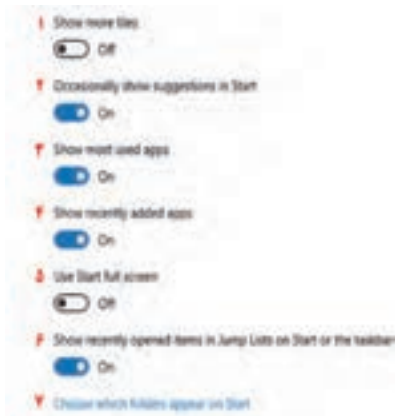 ۱ Show more tiles
Off
۲ Occasionally show suggestions in Start
On
۳ Show most used apps
On
۴ Show recently added apps
On
۵ Use Start full screen
Off
۶ Show recently opened items in Jump Lists on Start or the taskbar
On
۷ Choose which folders appear on Start